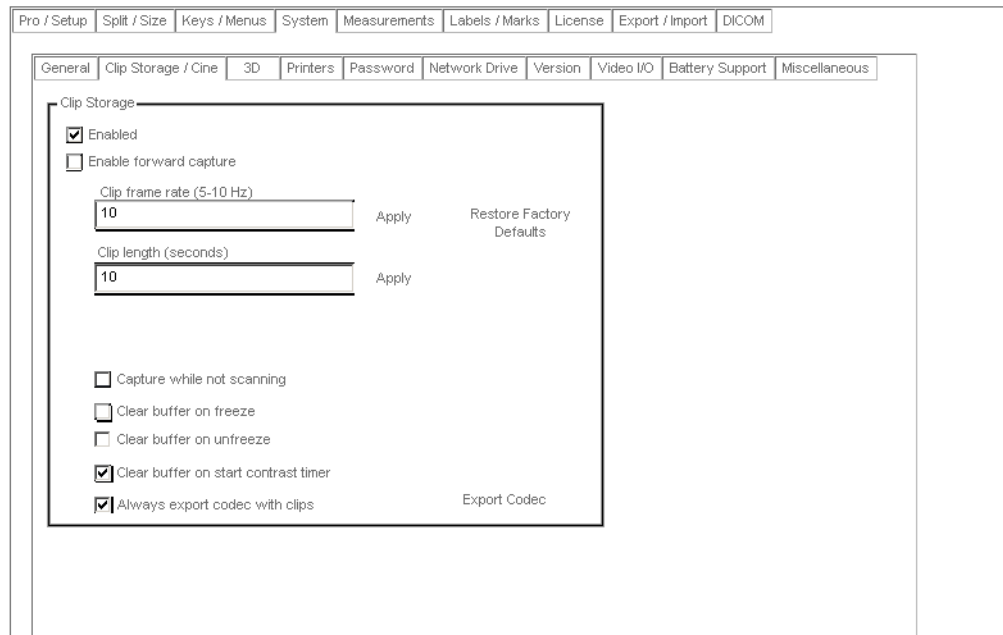 Pro / Setup Split / Size Keys / Menus System Measurements Labels / Marks License Export / Import DICOM
General Clip Storage / Cine 3D Printers Password Network Drive Version Video I/O Battery Support Miscellaneous
Clip Storage
Enabled
Enable forward capture
Clip frame rate (5-10 Hz)
10
Apply
Restore Factory
Defaults
Clip length (seconds)
10
Apply
Capture while not scanning
Clear buffer on freeze
Clear buffer on unfreeze
Clear buffer on start contrast timer
Always export codec with clips
Export Codec